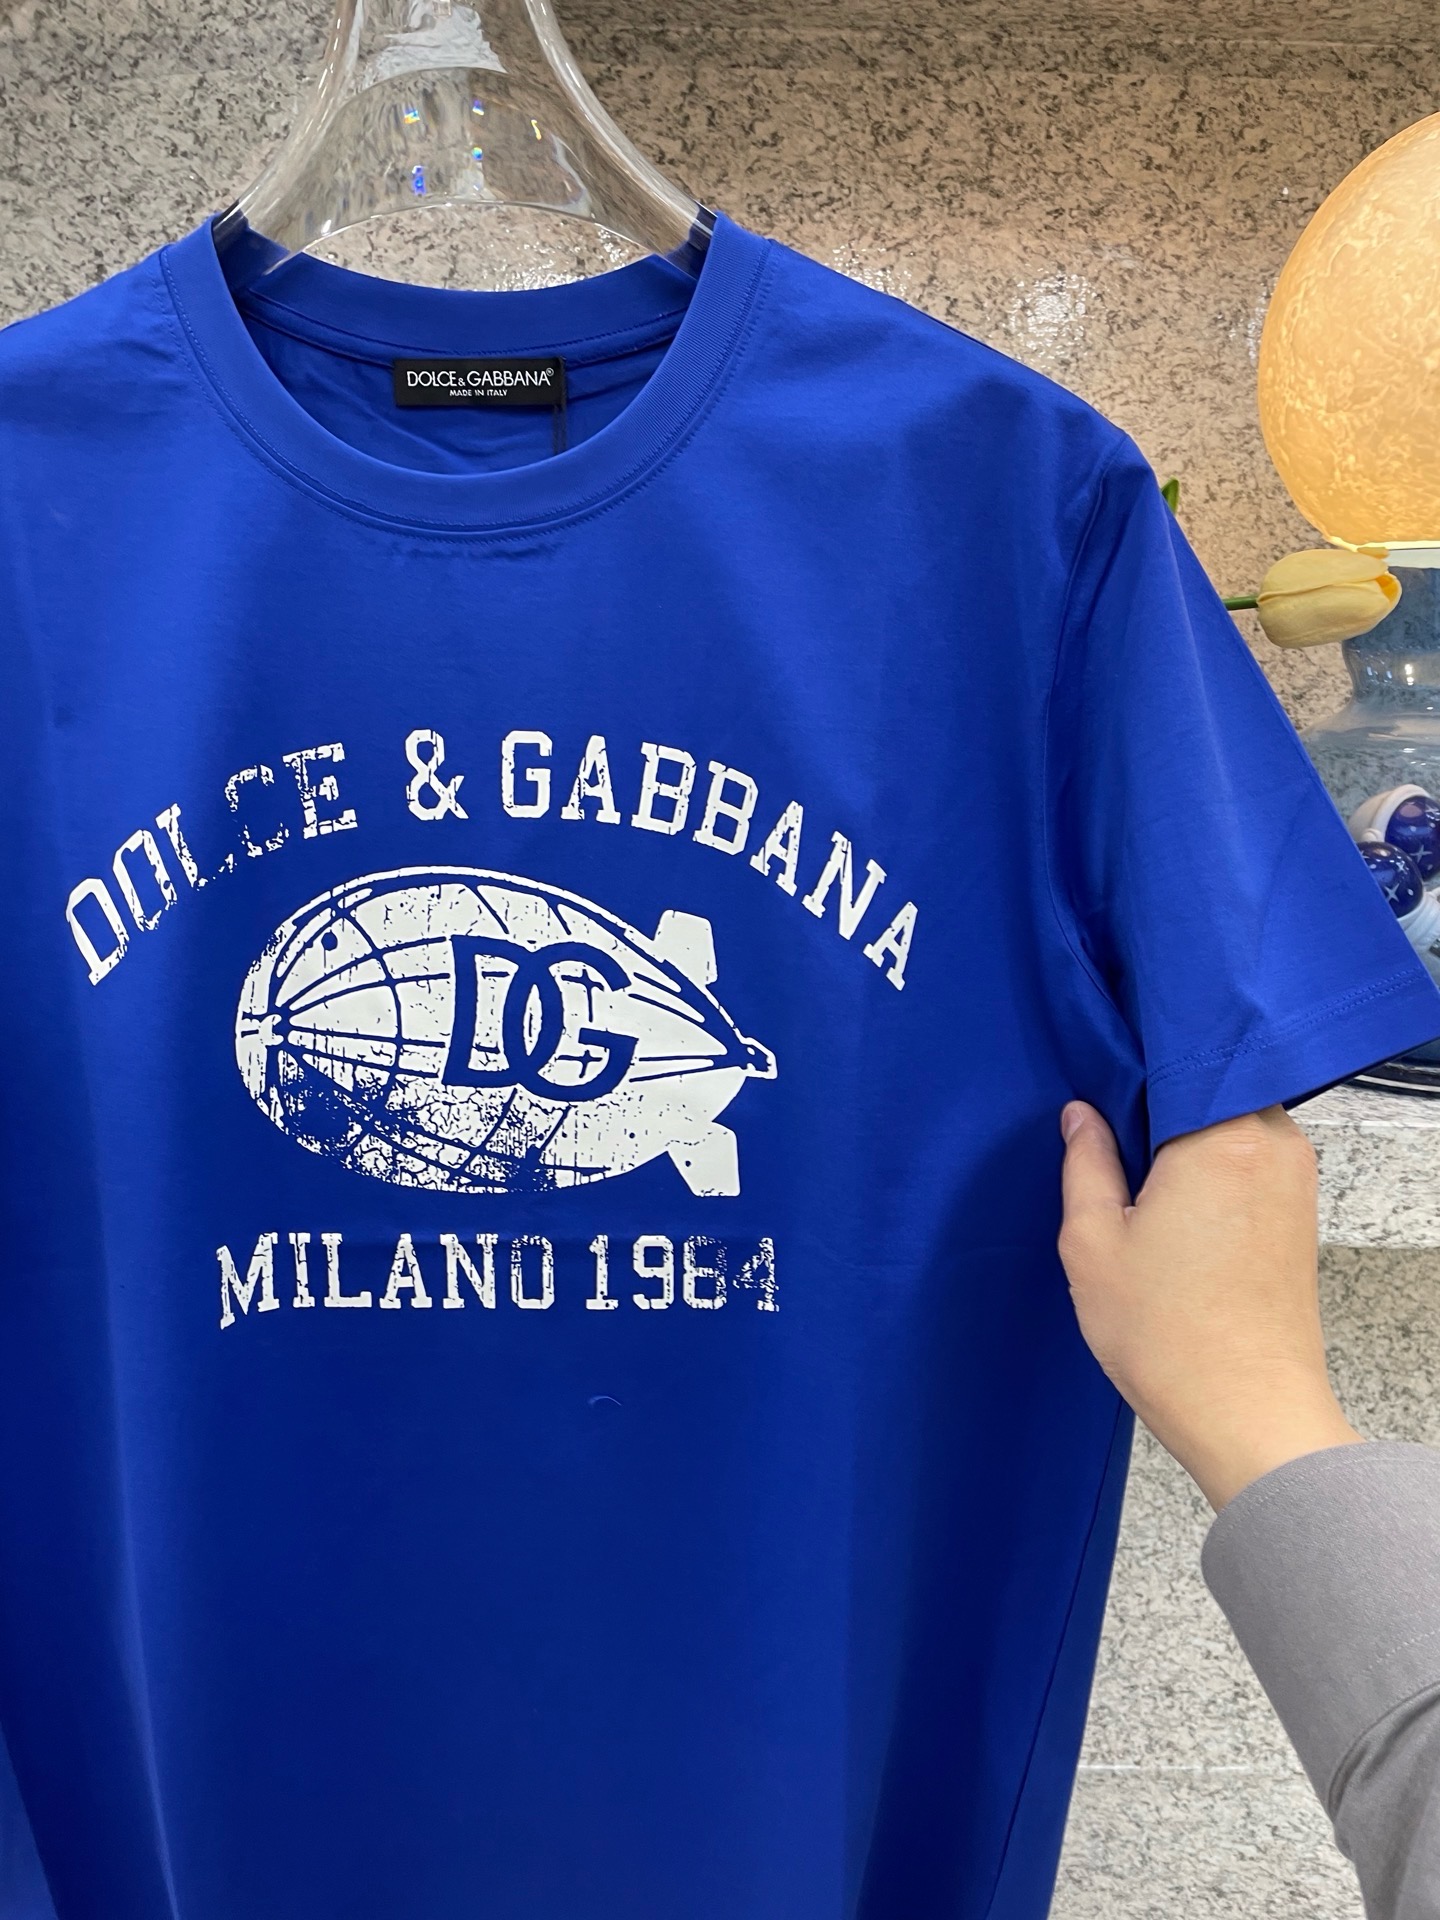 DOLCE&GABBANA®
MADE IN ITALY
DOLCE & GABBANA
DG
MILANO 1984